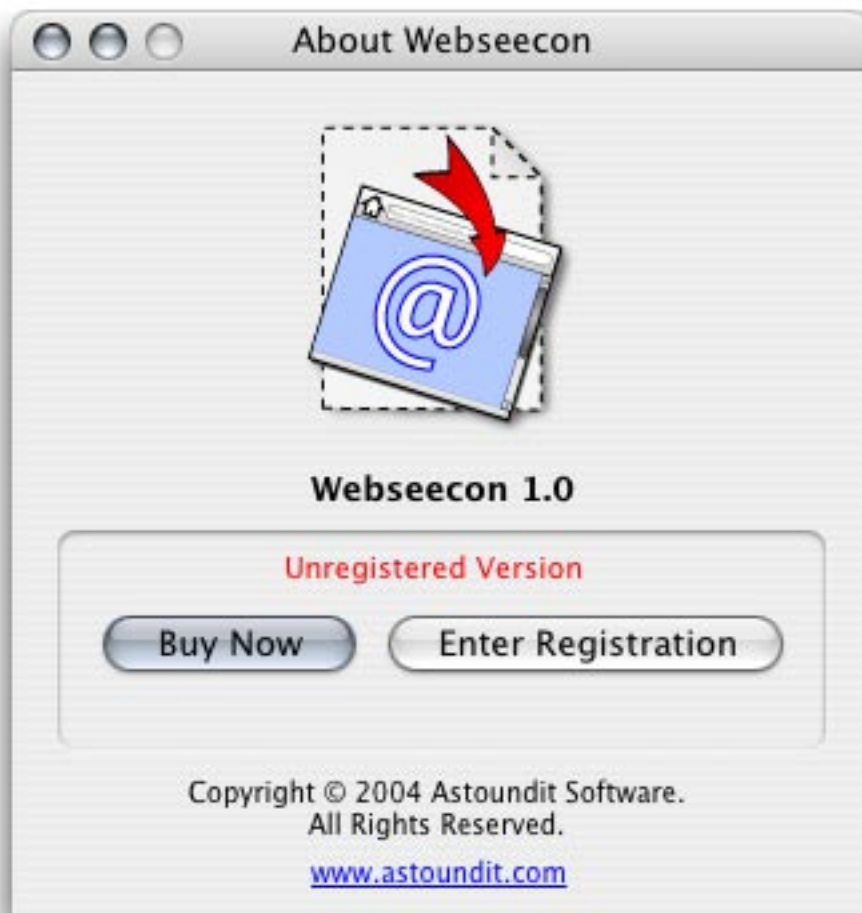 About Webseecon
@
Webseecon 1.0
Unregistered Version
Buy Now
Enter Registration
Copyright © 2004 Astoundit Software.
All Rights Reserved.
www.astoundit.com